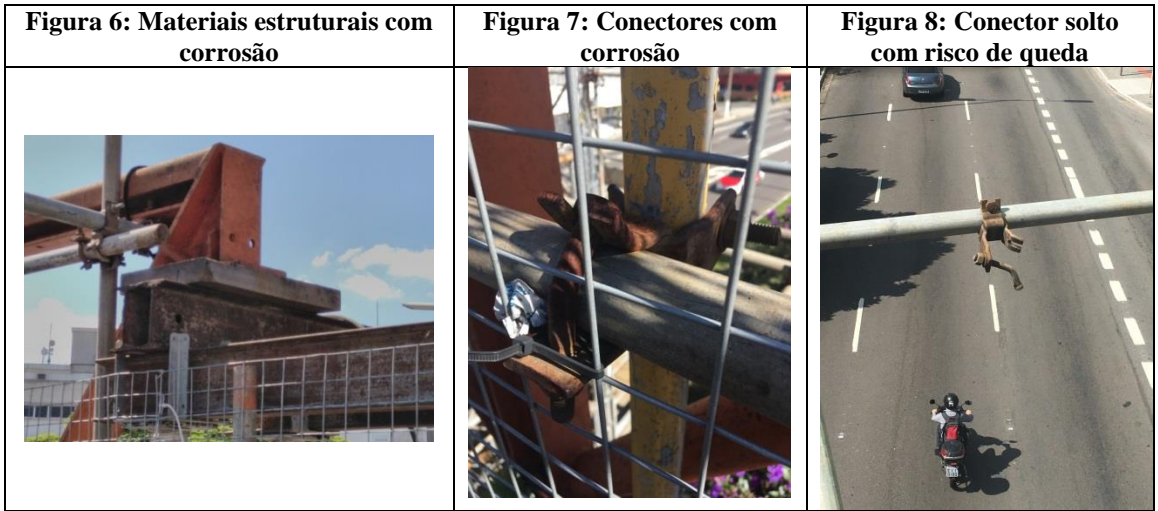 Figura 6: Materiais estruturais com
corrosão
Figura 7: Conectores com
corrosão
Figura 8: Conector solto
com risco de queda